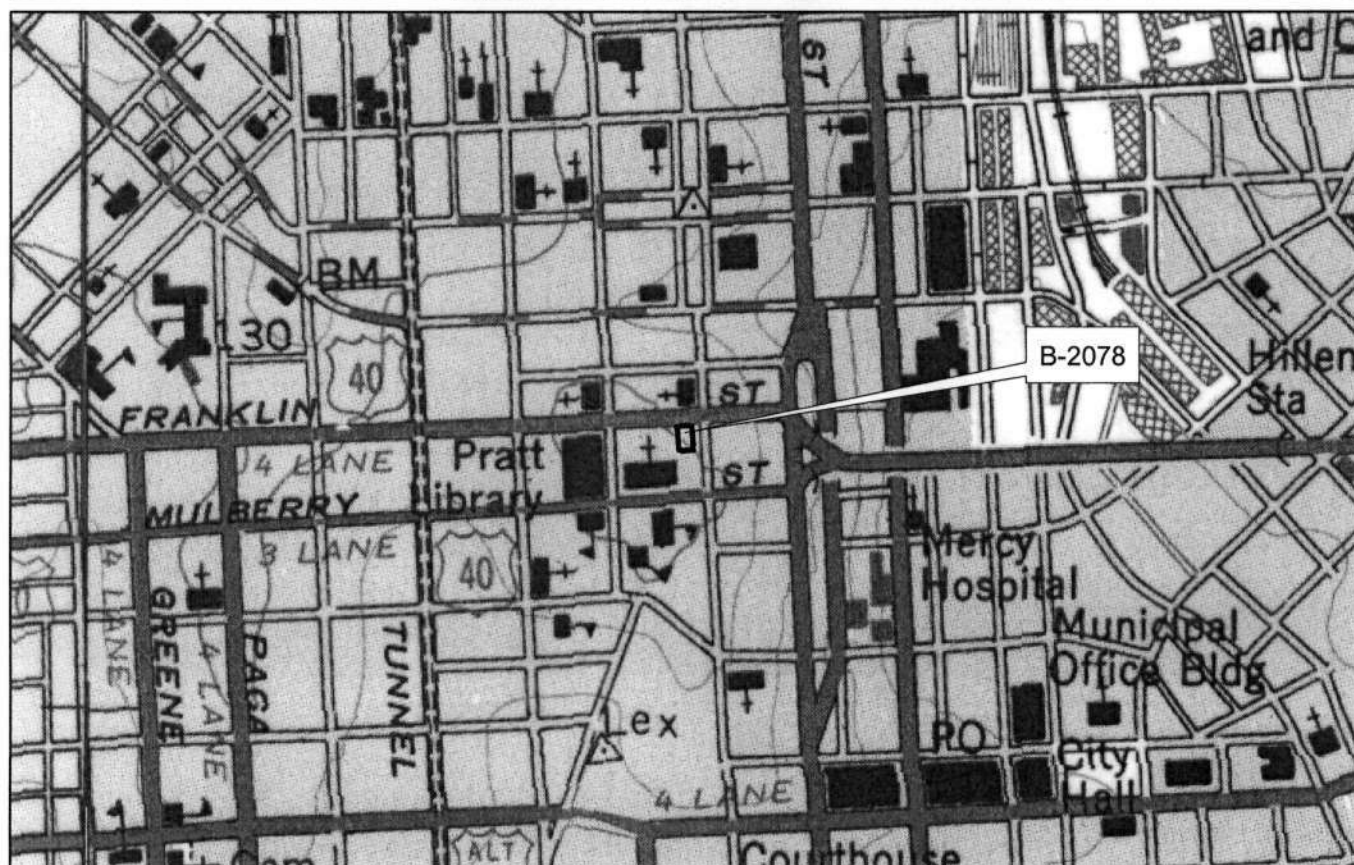 and
ST
BM
130
40
B-2078
Hillen
Sta
FRANKLIN
ST
4 LANE
Pratt
Library
ST
MULBERRY
3 LANE
40
Mercy
Hospital
4 LANE
GREENE
4 LANE
PACA
TUNNEL
Municipal
Office Bldg
Lex
PO
City
Hall
4 LANE
ALT
Courthouse